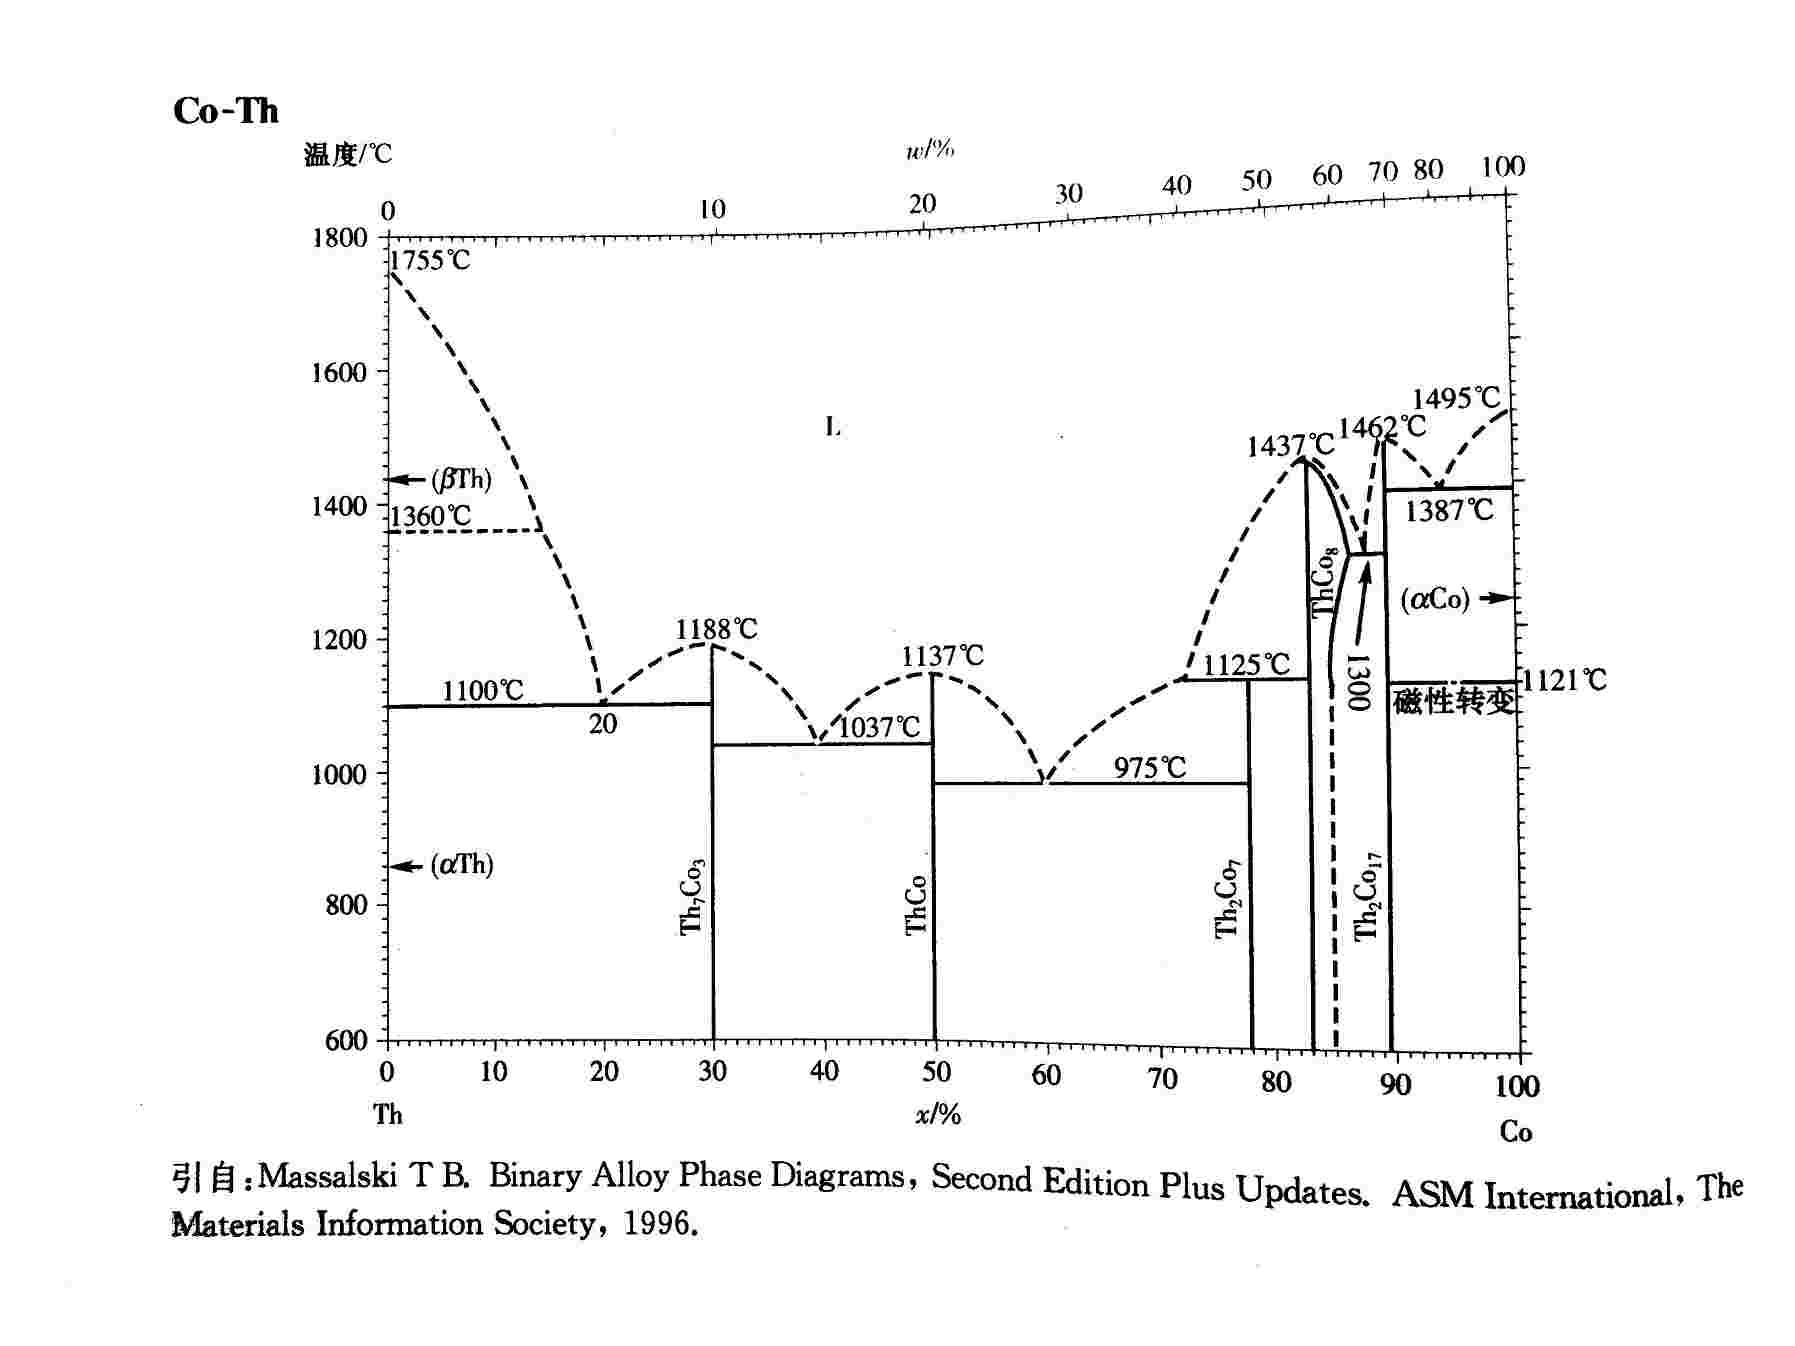 Co-Th
温度/℃
w/%
0 10 20 30 40 50 60 70 80 100
1800
1755℃
1600
1495℃
L
1462℃
1437℃
(βTh)
1400
1360℃
1387℃
ThCo₈
(αCo)
1200
1188℃
1137℃
1125℃
1300
1121℃
磁性转变
1100℃
20
1037℃
1000
975℃
(αTh)
800
Th₇Co₃
ThCo
Th₂Co₇
Th₂Co₁₇
600
0 10 20 30 40 50 60 70 80 90 100
Th
x/%
Co
引自:Massalski T B. Binary Alloy Phase Diagrams, Second Edition Plus Updates. ASM International, The
Materials Information Society, 1996.